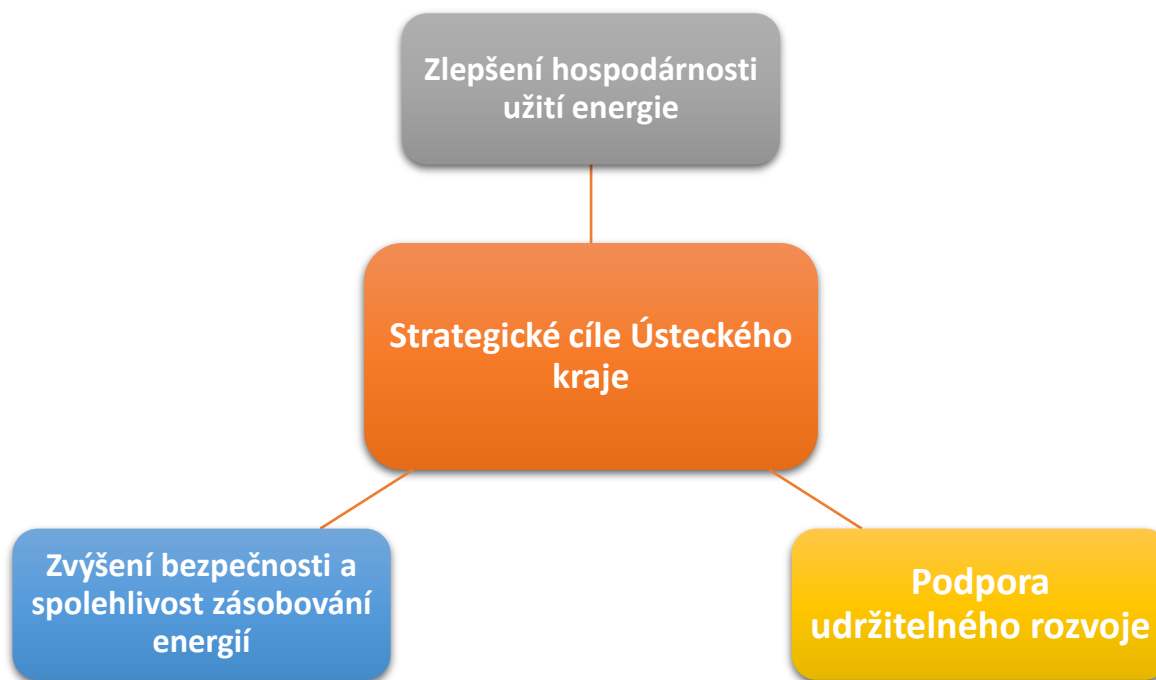 Zlepšení hospodárnosti
užití energie
Strategické cíle Ústeckého
kraje
Zvýšení bezpečnosti a
spolehlivost zásobování
energií
Podpora
udržitelného rozvoje